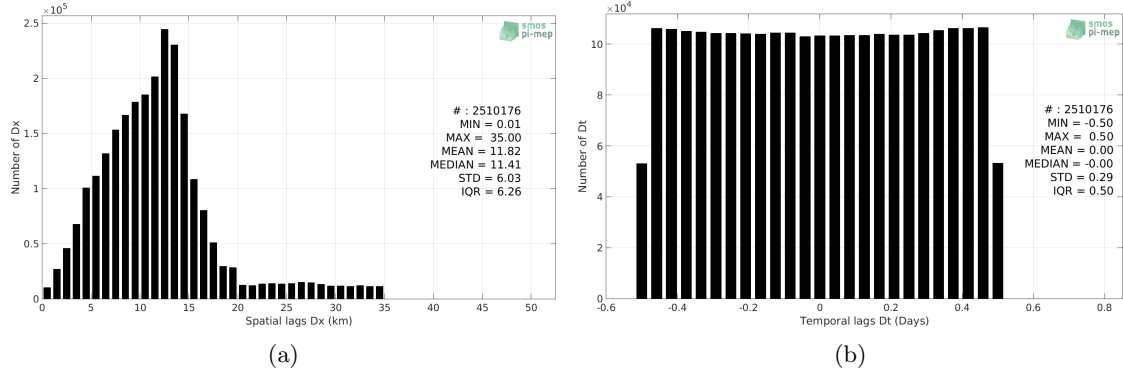 ×10⁵
2.5
2
1.5
1
0.5
0
0 5 10 15 20 25 30 35 40 45 50
Number of Dx
Spatial lags Dx (km)
smos
pi-mep
# : 2510176
MIN = 0.01
MAX = 35.00
MEAN = 11.82
MEDIAN = 11.41
STD = 6.03
IQR = 6.26
(a)
×10⁴
10
8
6
4
2
0
-0.6 -0.4 -0.2 0 0.2 0.4 0.6 0.8
Number of Dt
Temporal lags Dt (Days)
smos
pi-mep
# : 2510176
MIN = -0.50
MAX = 0.50
MEAN = 0.00
MEDIAN = -0.00
STD = 0.29
IQR = 0.50
(b)